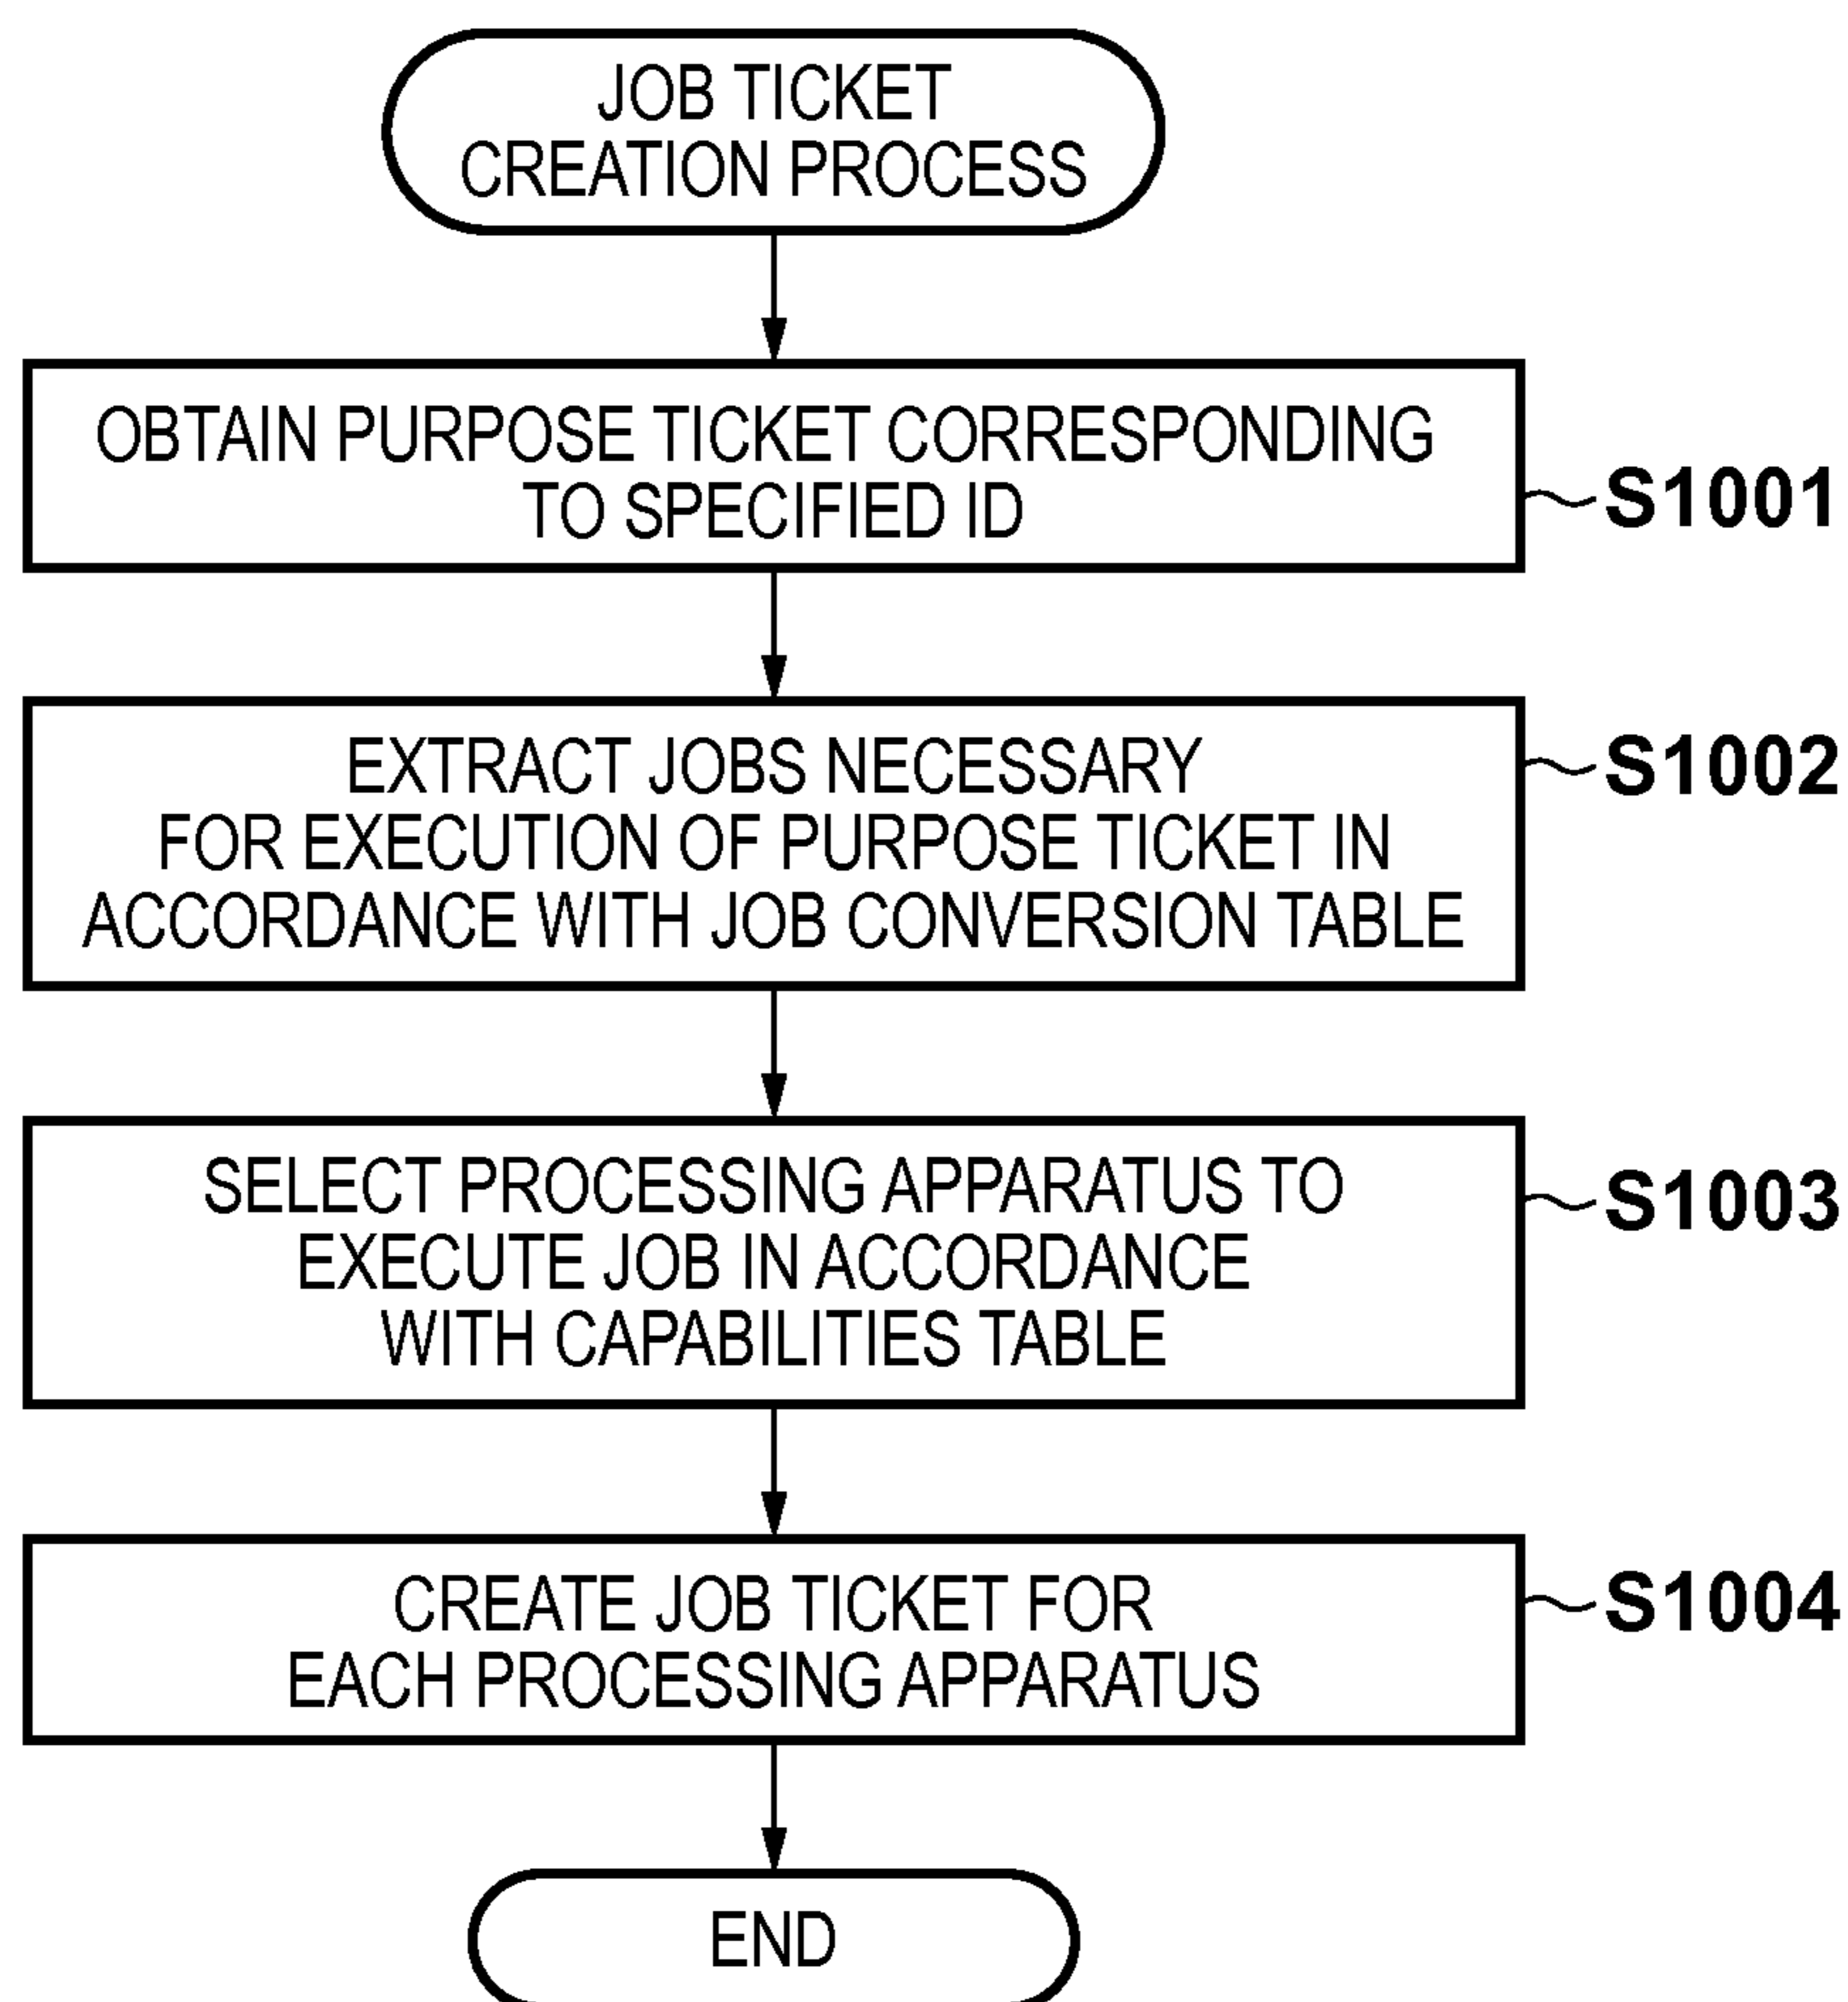 JOB TICKET
CREATION PROCESS
OBTAIN PURPOSE TICKET CORRESPONDING
TO SPECIFIED ID
S1001
EXTRACT JOBS NECESSARY
FOR EXECUTION OF PURPOSE TICKET IN
ACCORDANCE WITH JOB CONVERSION TABLE
S1002
SELECT PROCESSING APPARATUS TO
EXECUTE JOB IN ACCORDANCE
WITH CAPABILITIES TABLE
S1003
CREATE JOB TICKET FOR
EACH PROCESSING APPARATUS
S1004
END